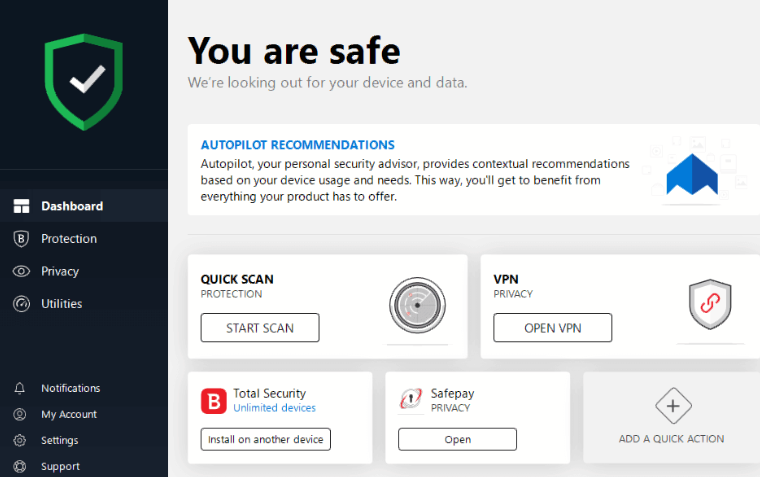 You are safe
We're looking out for your device and data.
AUTOPILOT RECOMMENDATIONS
Autopilot, your personal security advisor, provides contextual recommendations
based on your device usage and needs. This way, you'll get to benefit from
everything your product has to offer.
Dashboard
Protection
Privacy
Utilities
Notifications
My Account
Settings
Support
QUICK SCAN
PROTECTION
START SCAN
VPN
PRIVACY
OPEN VPN
B
Total Security
Unlimited devices
Install on another device
Safepay
PRIVACY
Open
ADD A QUICK ACTION